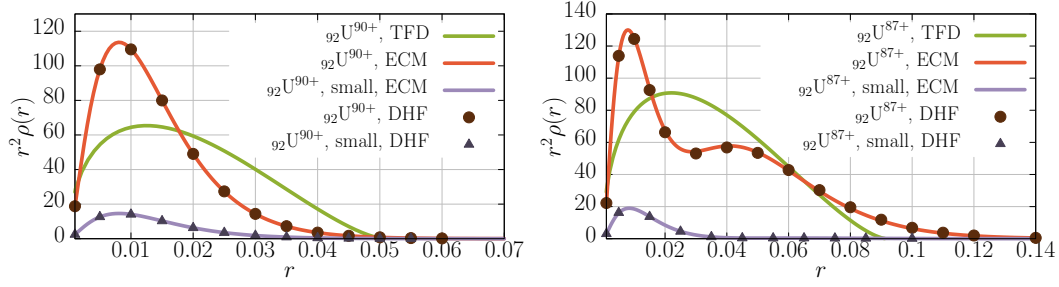 r²ρ(r)
120
100
80
60
40
20
0
0.01 0.02 0.03 0.04 0.05 0.06 0.07
r
₉₂U⁹⁰⁺, TFD
₉₂U⁹⁰⁺, ECM
₉₂U⁹⁰⁺, small, ECM
₉₂U⁹⁰⁺, DHF
₉₂U⁹⁰⁺, small, DHF
r²ρ(r)
140
120
100
80
60
40
20
0
0.02 0.04 0.06 0.08 0.10 0.12 0.14
r
₉₂U⁸⁷⁺, TFD
₉₂U⁸⁷⁺, ECM
₉₂U⁸⁷⁺, small, ECM
₉₂U⁸⁷⁺, DHF
₉₂U⁸⁷⁺, small, DHF